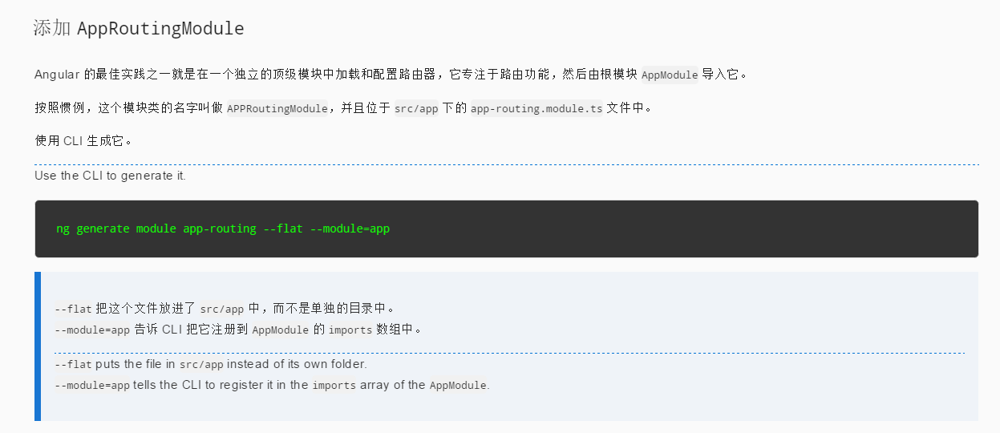 添加 AppRoutingModule
Angular 的最佳实践之一就是在一个独立的顶级模块中加载和配置路由器，它专注于路由功能，然后由根模块 AppModule 导入它。
按照惯例，这个模块类的名字叫做 APPRoutingModule，并且位于 src/app 下的 app-routing.module.ts 文件中。
使用 CLI 生成它。
Use the CLI to generate it.
ng generate module app-routing --flat --module=app
--flat 把这个文件放进了 src/app 中，而不是单独的目录中。
--module=app 告诉 CLI 把它注册到 AppModule 的 imports 数组中。
--flat puts the file in src/app instead of its own folder.
--module=app tells the CLI to register it in the imports array of the AppModule.